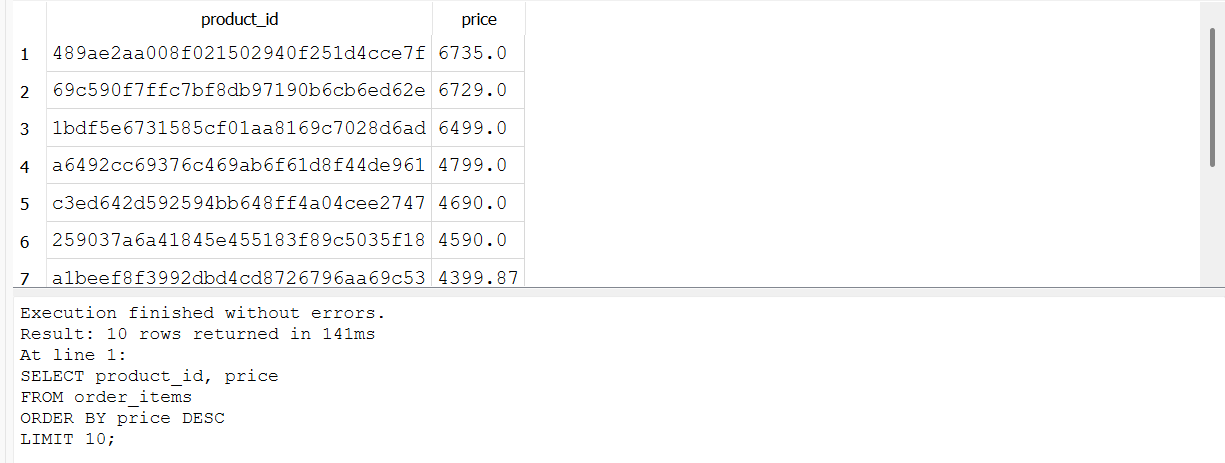 product_id price
1 489ae2aa008f021502940f251d4cce7f 6735.0
2 69c590f7ffc7bf8db97190b6cb6ed62e 6729.0
3 1bdf5e6731585cf01aa8169c7028d6ad 6499.0
4 a6492cc69376c469ab6f61d8f44de961 4799.0
5 c3ed642d592594bb648ff4a04cee2747 4690.0
6 259037a6a41845e455183f89c5035f18 4590.0
7 a1beef8f3992dbd4cd8726796aa69c53 4399.87
Execution finished without errors.
Result: 10 rows returned in 141ms
At line 1:
SELECT product_id, price
FROM order_items
ORDER BY price DESC
LIMIT 10;